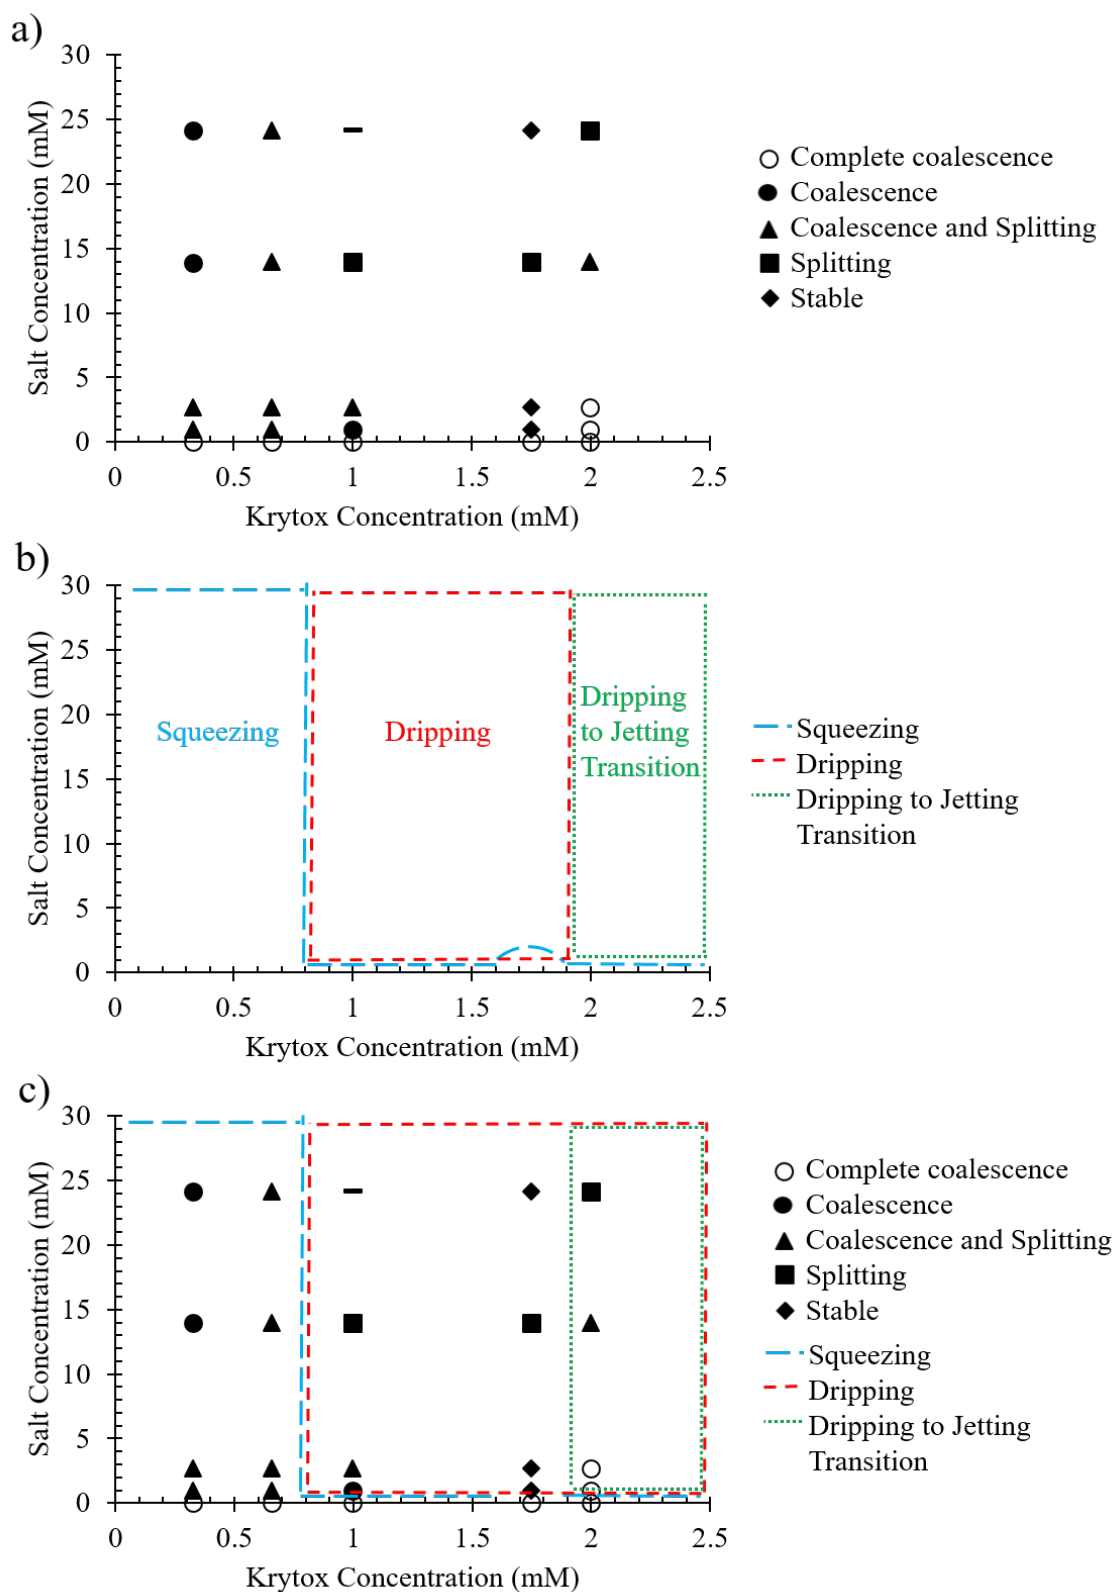 a)
30
25
20
15
10
5
0
Salt Concentration (mM)
0 0.5 1 1.5 2 2.5
Krytox Concentration (mM)
Complete coalescence
Coalescence
Coalescence and Splitting
Splitting
Stable
b)
30
25
20
15
10
5
0
Salt Concentration (mM)
Squeezing
Dripping
Dripping
to Jetting
Transition
0 0.5 1 1.5 2 2.5
Krytox Concentration (mM)
Squeezing
Dripping
Dripping to Jetting
Transition
c)
30
25
20
15
10
5
0
Salt Concentration (mM)
0 0.5 1 1.5 2 2.5
Krytox Concentration (mM)
Complete coalescence
Coalescence
Coalescence and Splitting
Splitting
Stable
Squeezing
Dripping
Dripping to Jetting
Transition